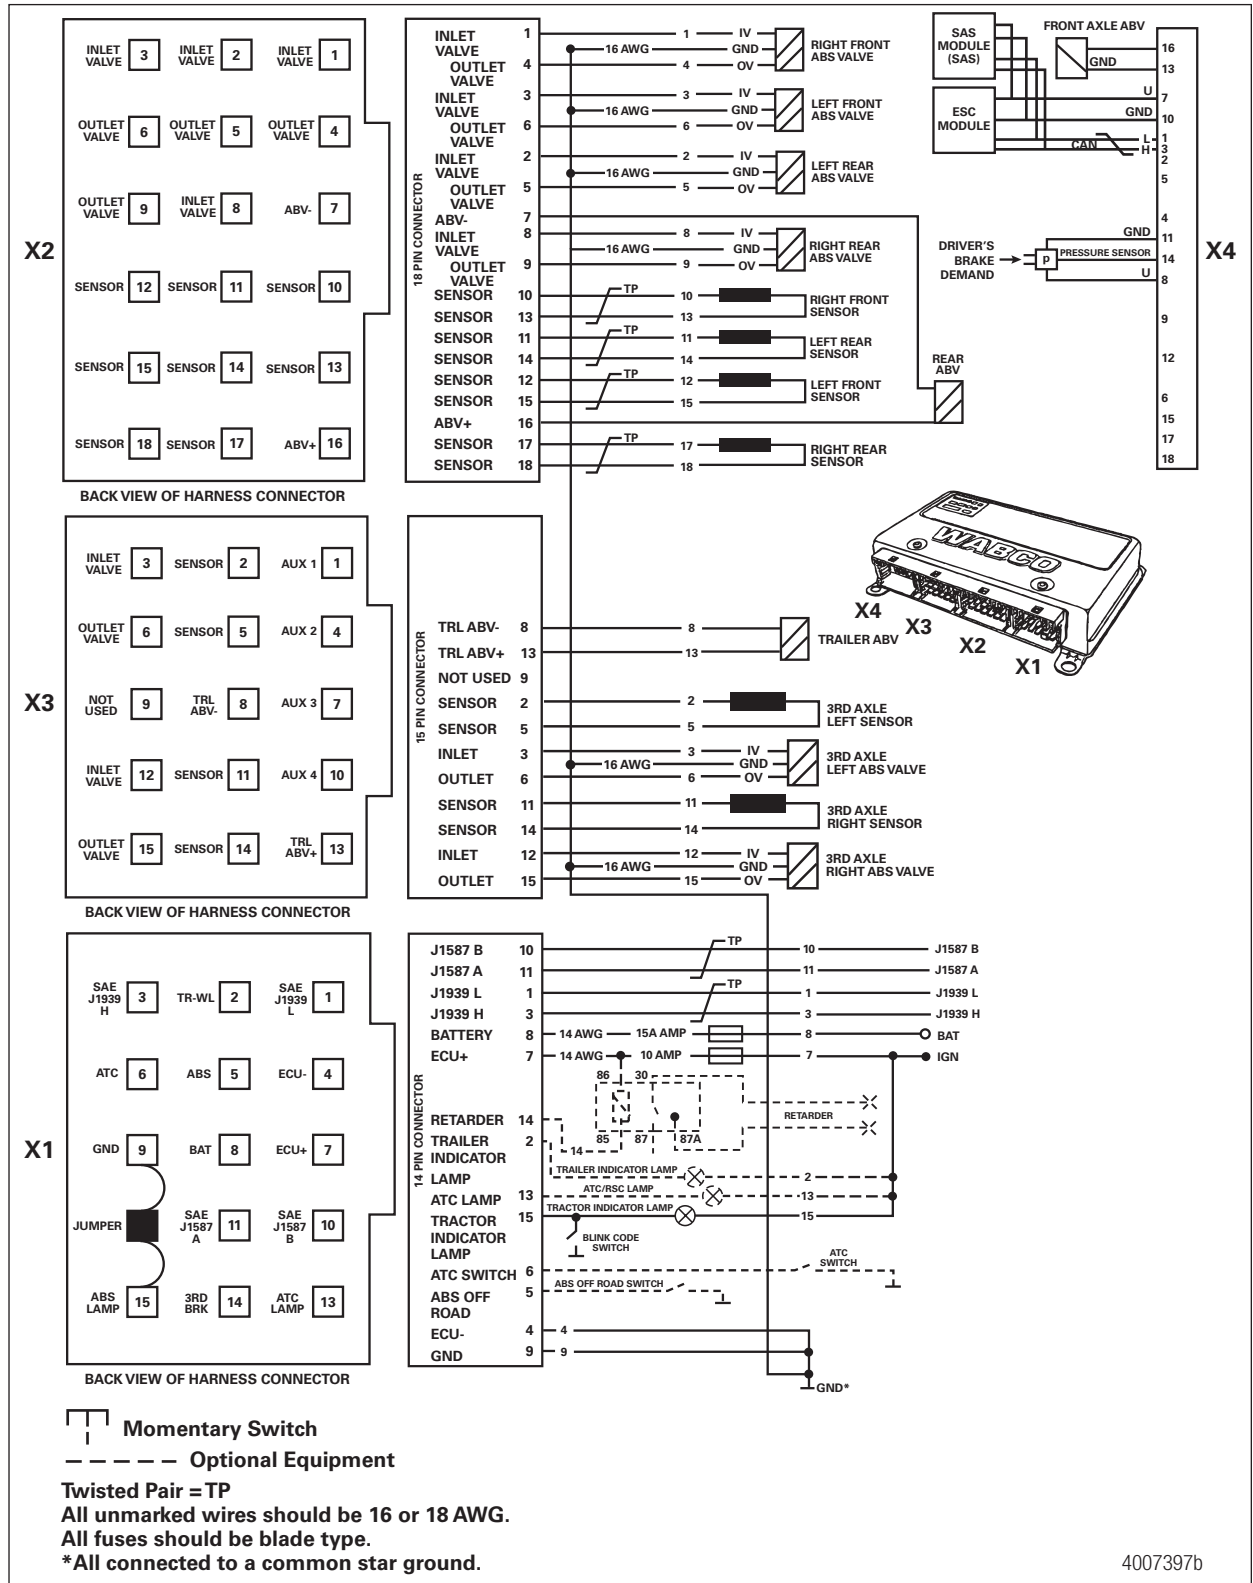 X2
INLET VALVE 3 INLET VALVE 2 INLET VALVE 1
OUTLET VALVE 6 OUTLET VALVE 5 OUTLET VALVE 4
OUTLET VALVE 9 INLET VALVE 8 ABV- 7
SENSOR 12 SENSOR 11 SENSOR 10
SENSOR 15 SENSOR 14 SENSOR 13
SENSOR 18 SENSOR 17 ABV+ 16
BACK VIEW OF HARNESS CONNECTOR
18 PIN CONNECTOR
INLET VALVE 1 1 IV
16 AWG GND
OUTLET VALVE 4 4 OV
RIGHT FRONT
ABS VALVE
INLET VALVE 3 3 IV
16 AWG GND
OUTLET VALVE 6 6 OV
LEFT FRONT
ABS VALVE
INLET VALVE 2 2 IV
16 AWG GND
OUTLET VALVE 5 5 OV
LEFT REAR
ABS VALVE
ABV- 7
INLET VALVE 8 8 IV
16 AWG GND
OUTLET VALVE 9 9 OV
RIGHT REAR
ABS VALVE
SENSOR 10 TP 10
SENSOR 13 13
RIGHT FRONT
SENSOR
SENSOR 11 TP 11
SENSOR 14 14
LEFT REAR
SENSOR
SENSOR 12 TP 12
SENSOR 15 15
LEFT FRONT
SENSOR
ABV+ 16
REAR
ABV
SENSOR 17 TP 17
SENSOR 18 18
RIGHT REAR
SENSOR
SAS
MODULE
(SAS)
ESC
MODULE
FRONT AXLE ABV
GND
U
GND
L
H
CAN
DRIVER'S
BRAKE
DEMAND
p
GND
PRESSURE SENSOR
U
16
13
7
10
1
3
2
5
4
11
14
8
9
12
6
15
17
18
X4
WABCO
X4
X3
X2
X1
X3
INLET VALVE 3 SENSOR 2 AUX 1 1
OUTLET VALVE 6 SENSOR 5 AUX 2 4
NOT USED 9 TRL ABV- 8 AUX 3 7
INLET VALVE 12 SENSOR 11 AUX 4 10
OUTLET VALVE 15 SENSOR 14 TRL ABV+ 13
BACK VIEW OF HARNESS CONNECTOR
15 PIN CONNECTOR
TRL ABV- 8 8
TRL ABV+ 13 13
TRAILER ABV
NOT USED 9
SENSOR 2 2
SENSOR 5 5
3RD AXLE
LEFT SENSOR
INLET 3 3 IV
16 AWG GND
OUTLET 6 6 OV
3RD AXLE
LEFT ABS VALVE
SENSOR 11 11
SENSOR 14 14
3RD AXLE
RIGHT SENSOR
INLET 12 12 IV
16 AWG GND
OUTLET 15 15 OV
3RD AXLE
RIGHT ABS VALVE
X1
SAE J1939 H 3 TR-WL 2 SAE J1939 L 1
ATC 6 ABS 5 ECU- 4
GND 9 BAT 8 ECU+ 7
JUMPER SAE J1587 A 11 SAE J1587 B 10
ABS LAMP 15 3RD BRK 14 ATC LAMP 13
BACK VIEW OF HARNESS CONNECTOR
14 PIN CONNECTOR
J1587 B 10 TP 10 J1587 B
J1587 A 11 11 J1587 A
J1939 L 1 TP 1 J1939 L
J1939 H 3 3 J1939 H
BATTERY 8 14 AWG 15A AMP 8 BAT
ECU+ 7 14 AWG 10 AMP 7 IGN
86 30
85 87 87A
RETARDER
RETARDER 14 14
TRAILER INDICATOR LAMP 2 TRAILER INDICATOR LAMP 2
ATC LAMP 13 ATC/RSC LAMP 13
TRACTOR INDICATOR LAMP 15 TRACTOR INDICATOR LAMP 15
BLINK CODE
SWITCH
ATC SWITCH 6 ATC
SWITCH
ABS OFF ROAD 5 ABS OFF ROAD SWITCH
ECU- 4 4
GND 9 9
GND*
Momentary Switch
Optional Equipment
Twisted Pair = TP
All unmarked wires should be 16 or 18 AWG.
All fuses should be blade type.
*All connected to a common star ground.
4007397b